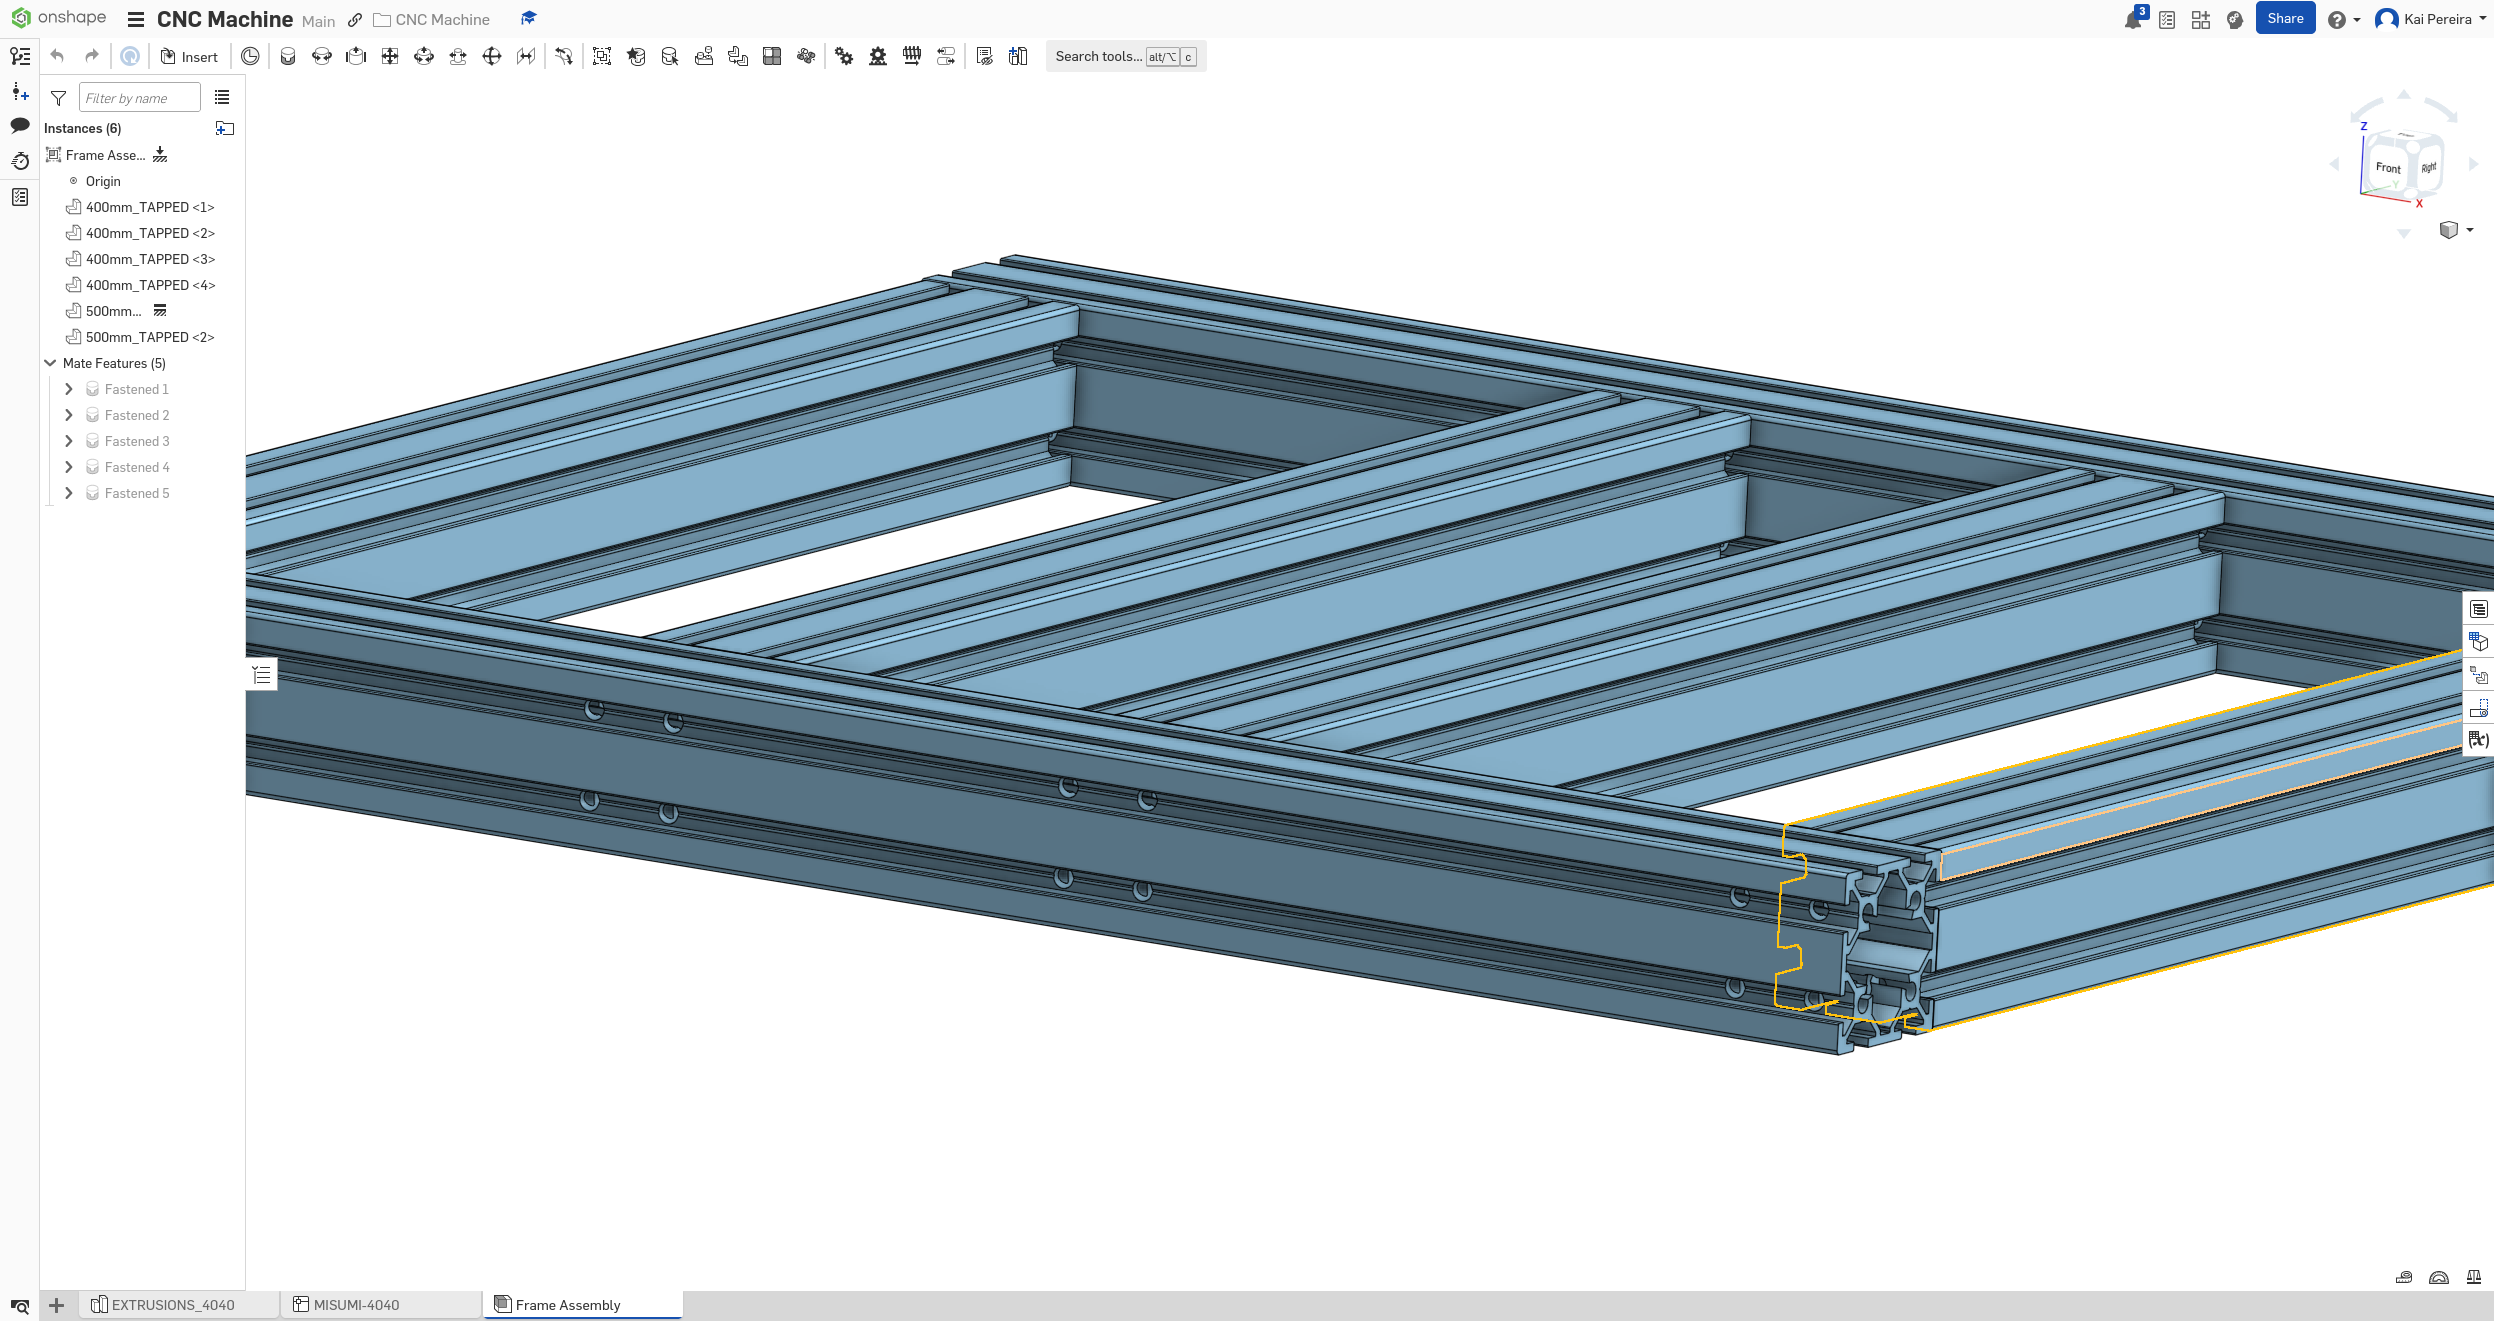 onshape CNC Machine Main CNC Machine 3 Share Kai Pereira
Insert Search tools... alt/⌥ c
Filter by name
Instances (6)
Frame Asse...
Origin
400mm_TAPPED <1>
400mm_TAPPED <2>
400mm_TAPPED <3>
400mm_TAPPED <4>
500mm...
500mm_TAPPED <2>
Mate Features (5)
Fastened 1
Fastened 2
Fastened 3
Fastened 4
Fastened 5
Z
Front Right
Y
X
EXTRUSIONS_4040 MISUMI-4040 Frame Assembly